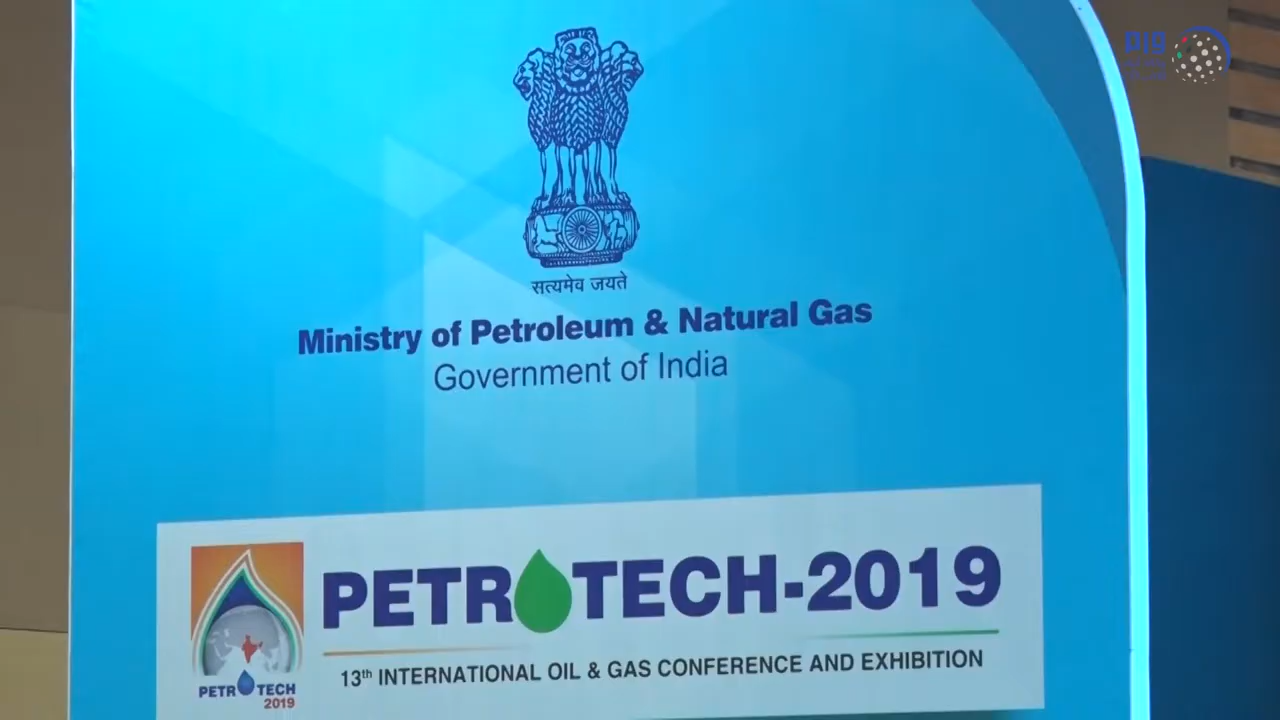 وام
सत्यमेव जयते
Ministry of Petroleum & Natural Gas
Government of India
PETROTECH-2019
13th INTERNATIONAL OIL & GAS CONFERENCE AND EXHIBITION
PETROTECH
2019